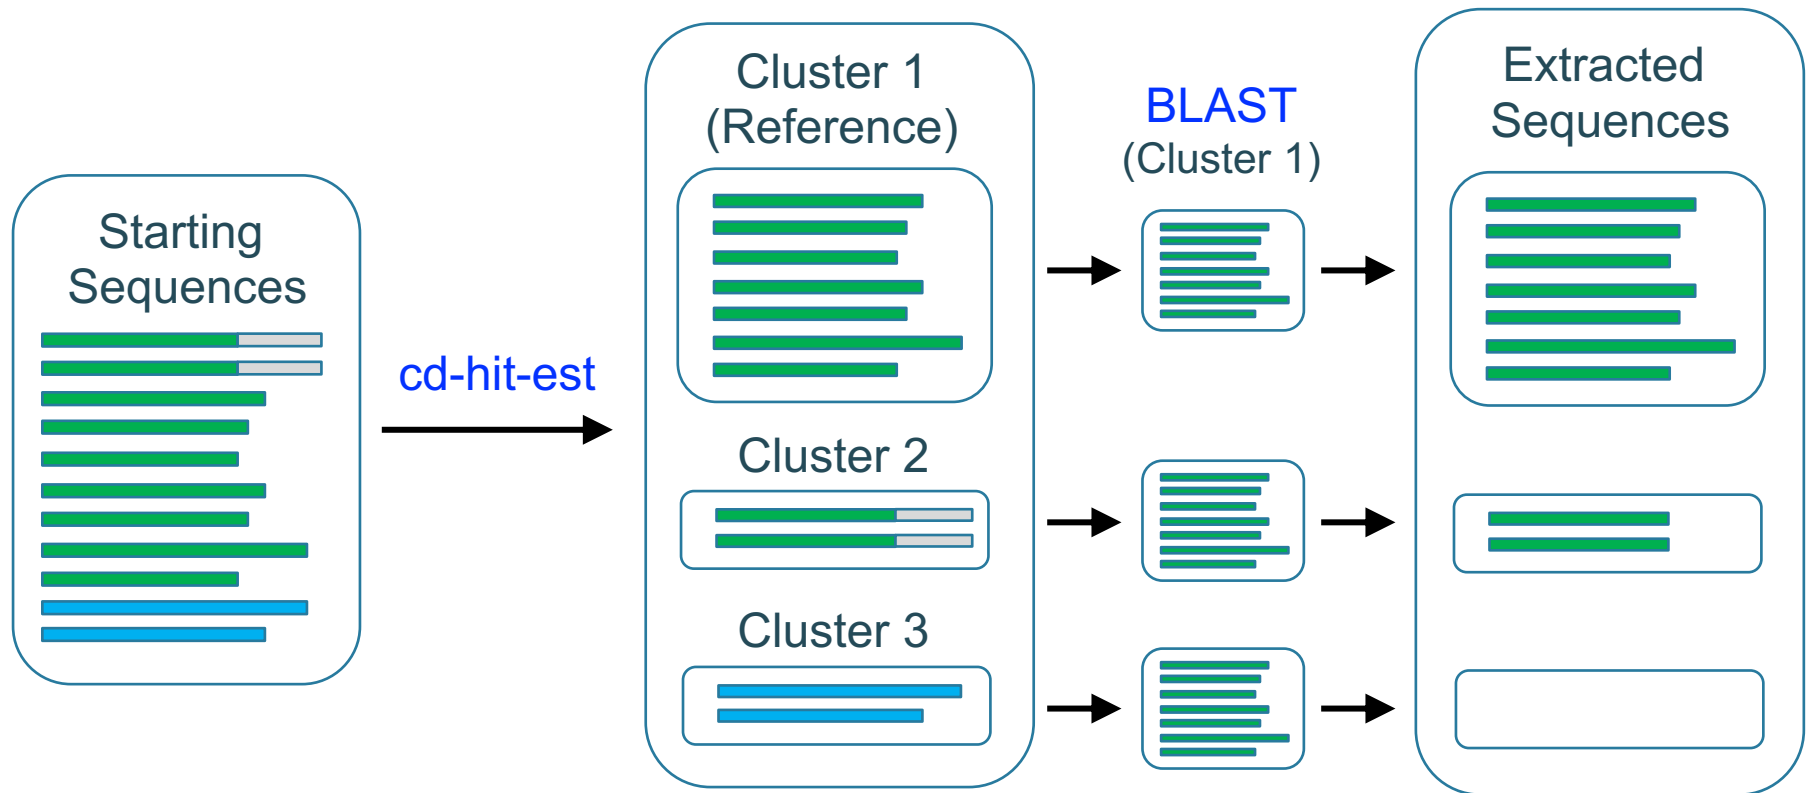 Starting
Sequences
cd-hit-est
Cluster 1
(Reference)
Cluster 2
Cluster 3
BLAST
(Cluster 1)
Extracted
Sequences